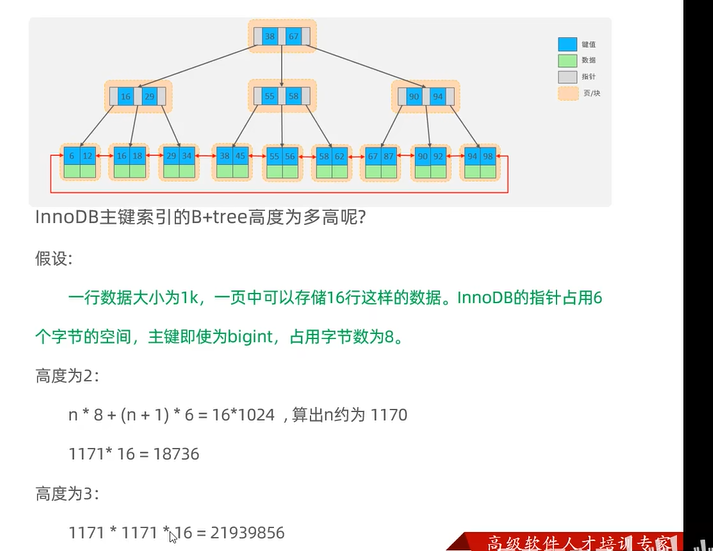 38 67
键值
数据
指针
页/块
16 29
55 58
90 94
6 12 16 18 29 34 38 45 55 56 58 62 67 87 90 92 94 98
InnoDB主键索引的B+tree高度为多高呢?
假设:
一行数据大小为1k，一页中可以存储16行这样的数据。InnoDB的指针占用6
个字节的空间，主键即使为bigint，占用字节数为8。
高度为2：
n * 8 + (n + 1) * 6 = 16*1024 , 算出n约为 1170
1171* 16 = 18736
高度为3：
1171 * 1171 * 16 = 21939856
高级软件人才培训专家